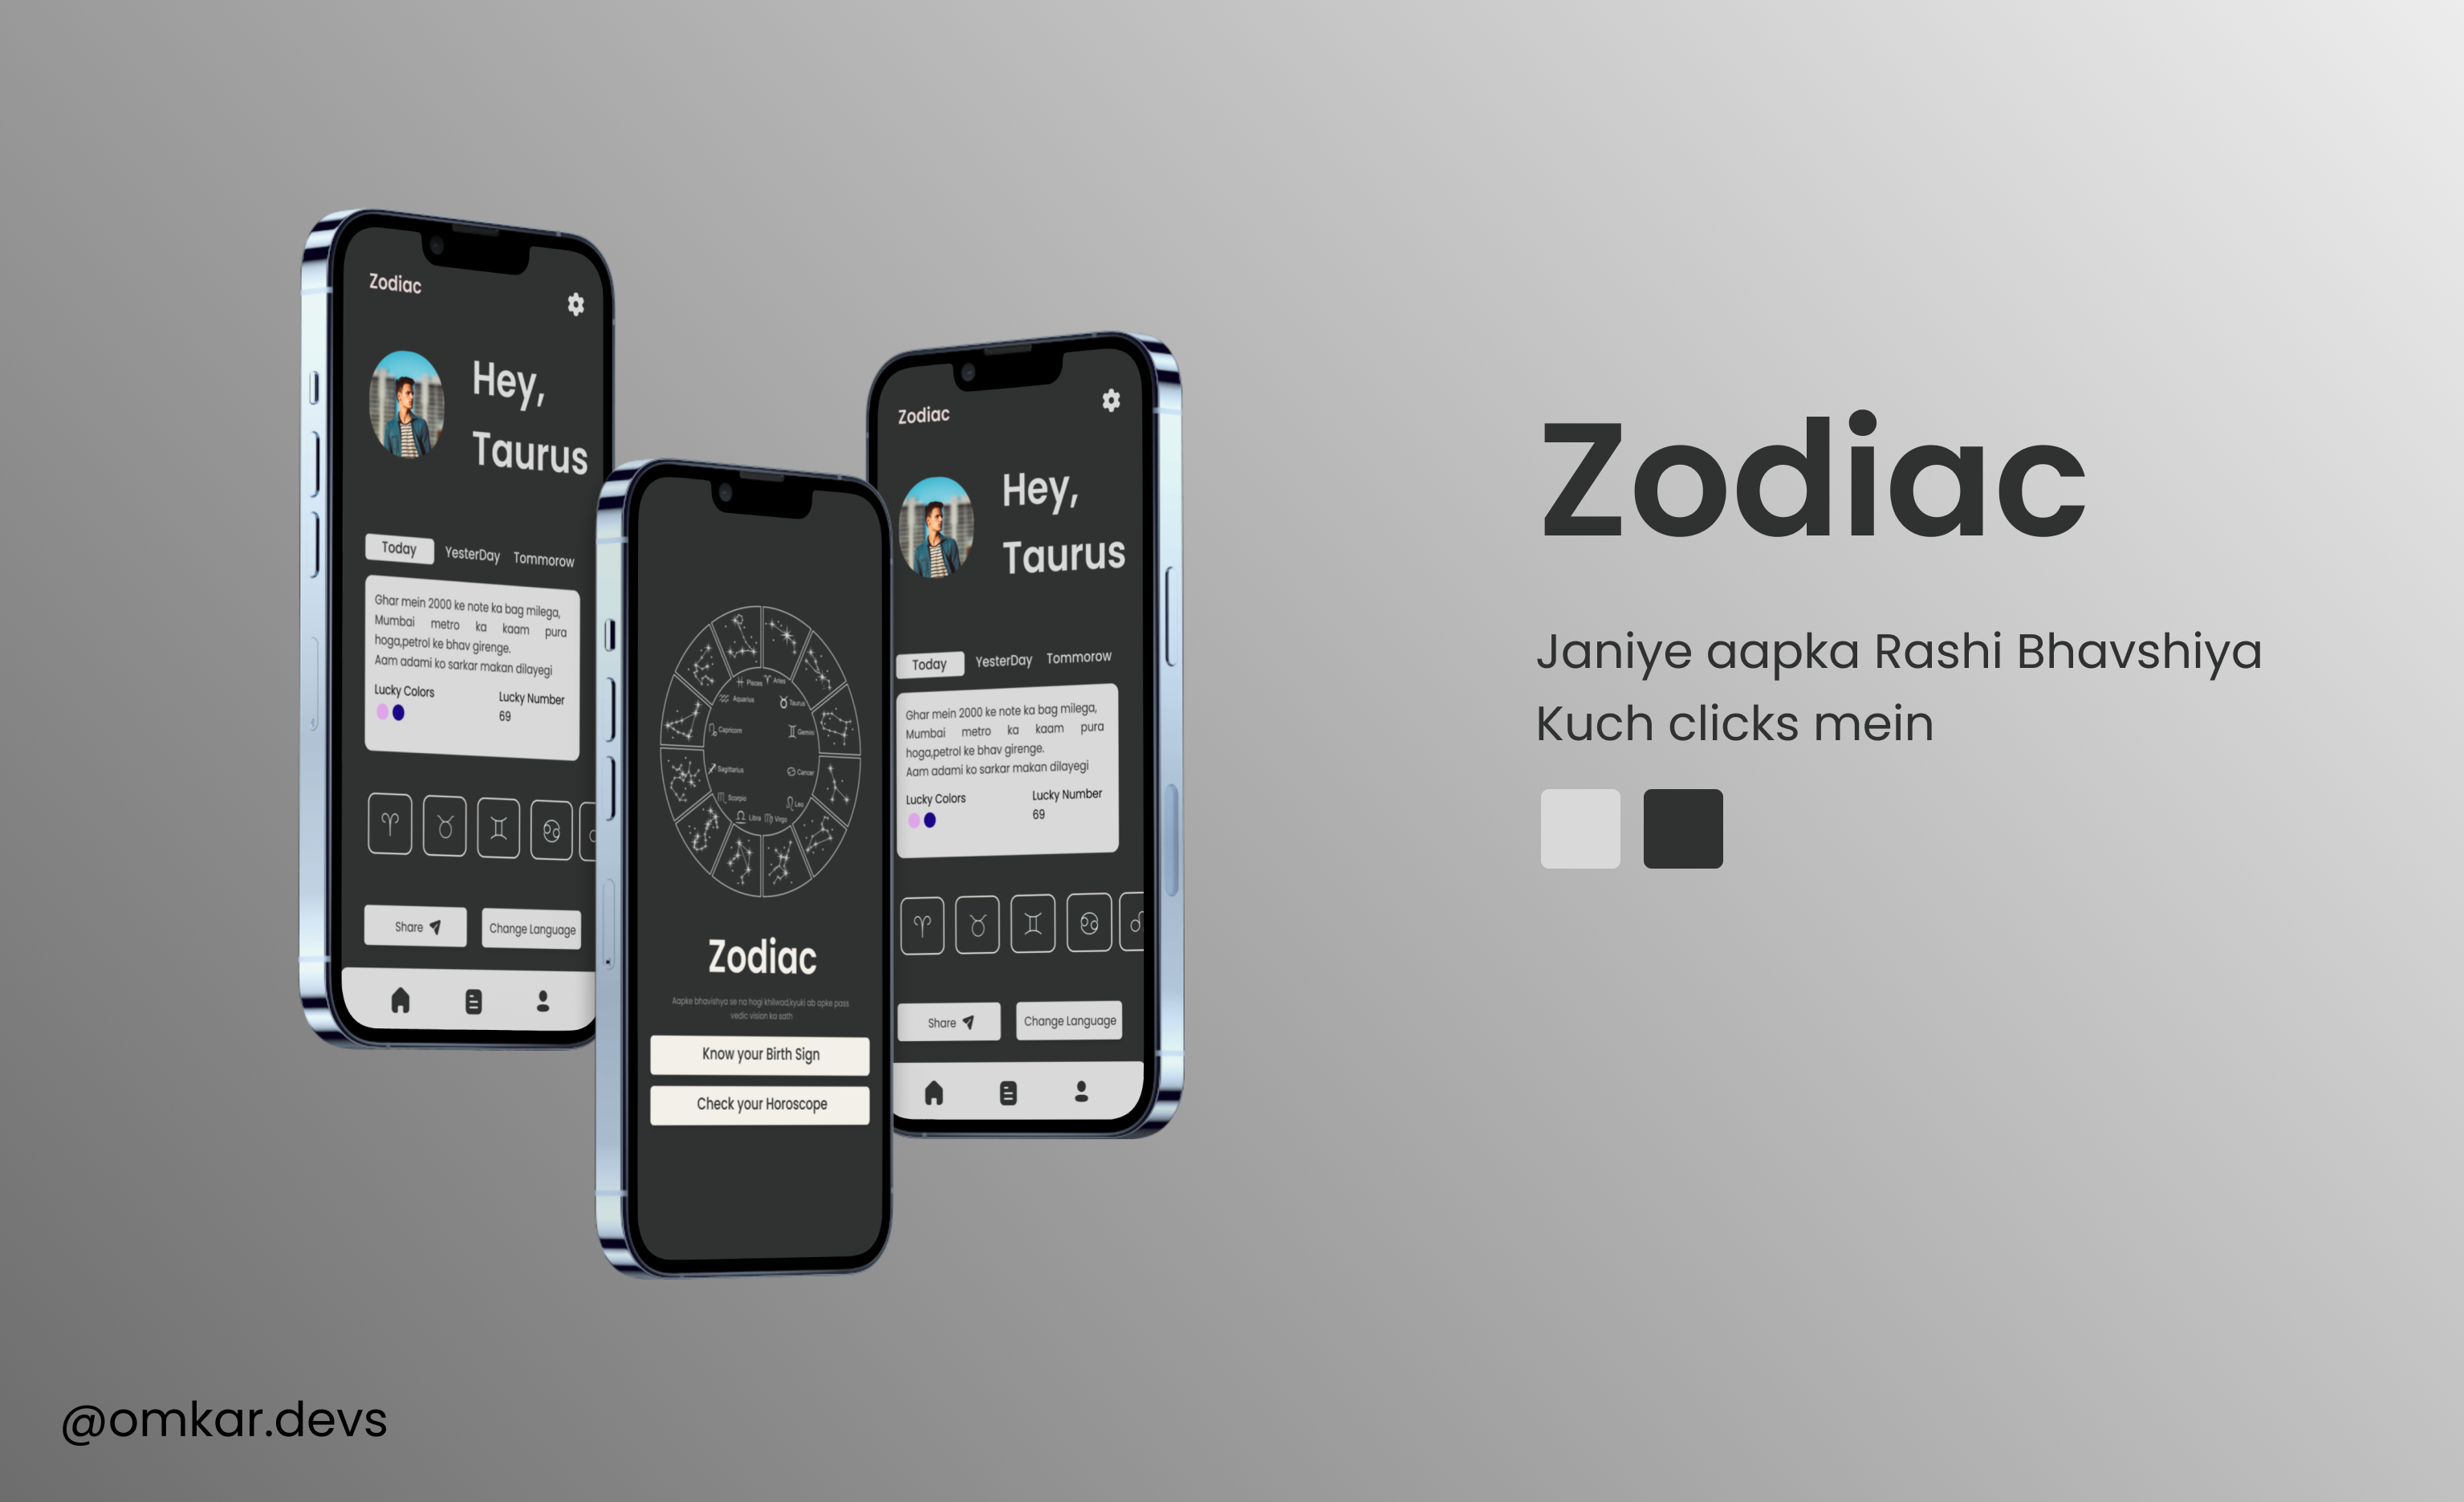 Zodiac
Hey,
Taurus
Today YesterDay Tommorow
Ghar mein 2000 ke note ka bag milega,
Mumbai metro ka kaam pura
hoga,petrol ke bhav girenge.
Aam adami ko sarkar makan dilayegi
Lucky Colors Lucky Number
69
Share Change Language
Pisces Aries
Aquarius Taurus
Capricorn Gemini
Sagittarius Cancer
Scorpio Leo
Libra Virgo
Zodiac
Aapke bhavishya se na hogi khilwad,kyuki ab apke pass
vedic vision ka sath
Know your Birth Sign
Check your Horoscope
Zodiac
Hey,
Taurus
Today YesterDay Tommorow
Ghar mein 2000 ke note ka bag milega,
Mumbai metro ka kaam pura
hoga,petrol ke bhav girenge.
Aam adami ko sarkar makan dilayegi
Lucky Colors Lucky Number
69
Share Change Language
Zodiac
Janiye aapka Rashi Bhavshiya
Kuch clicks mein
@omkar.devs